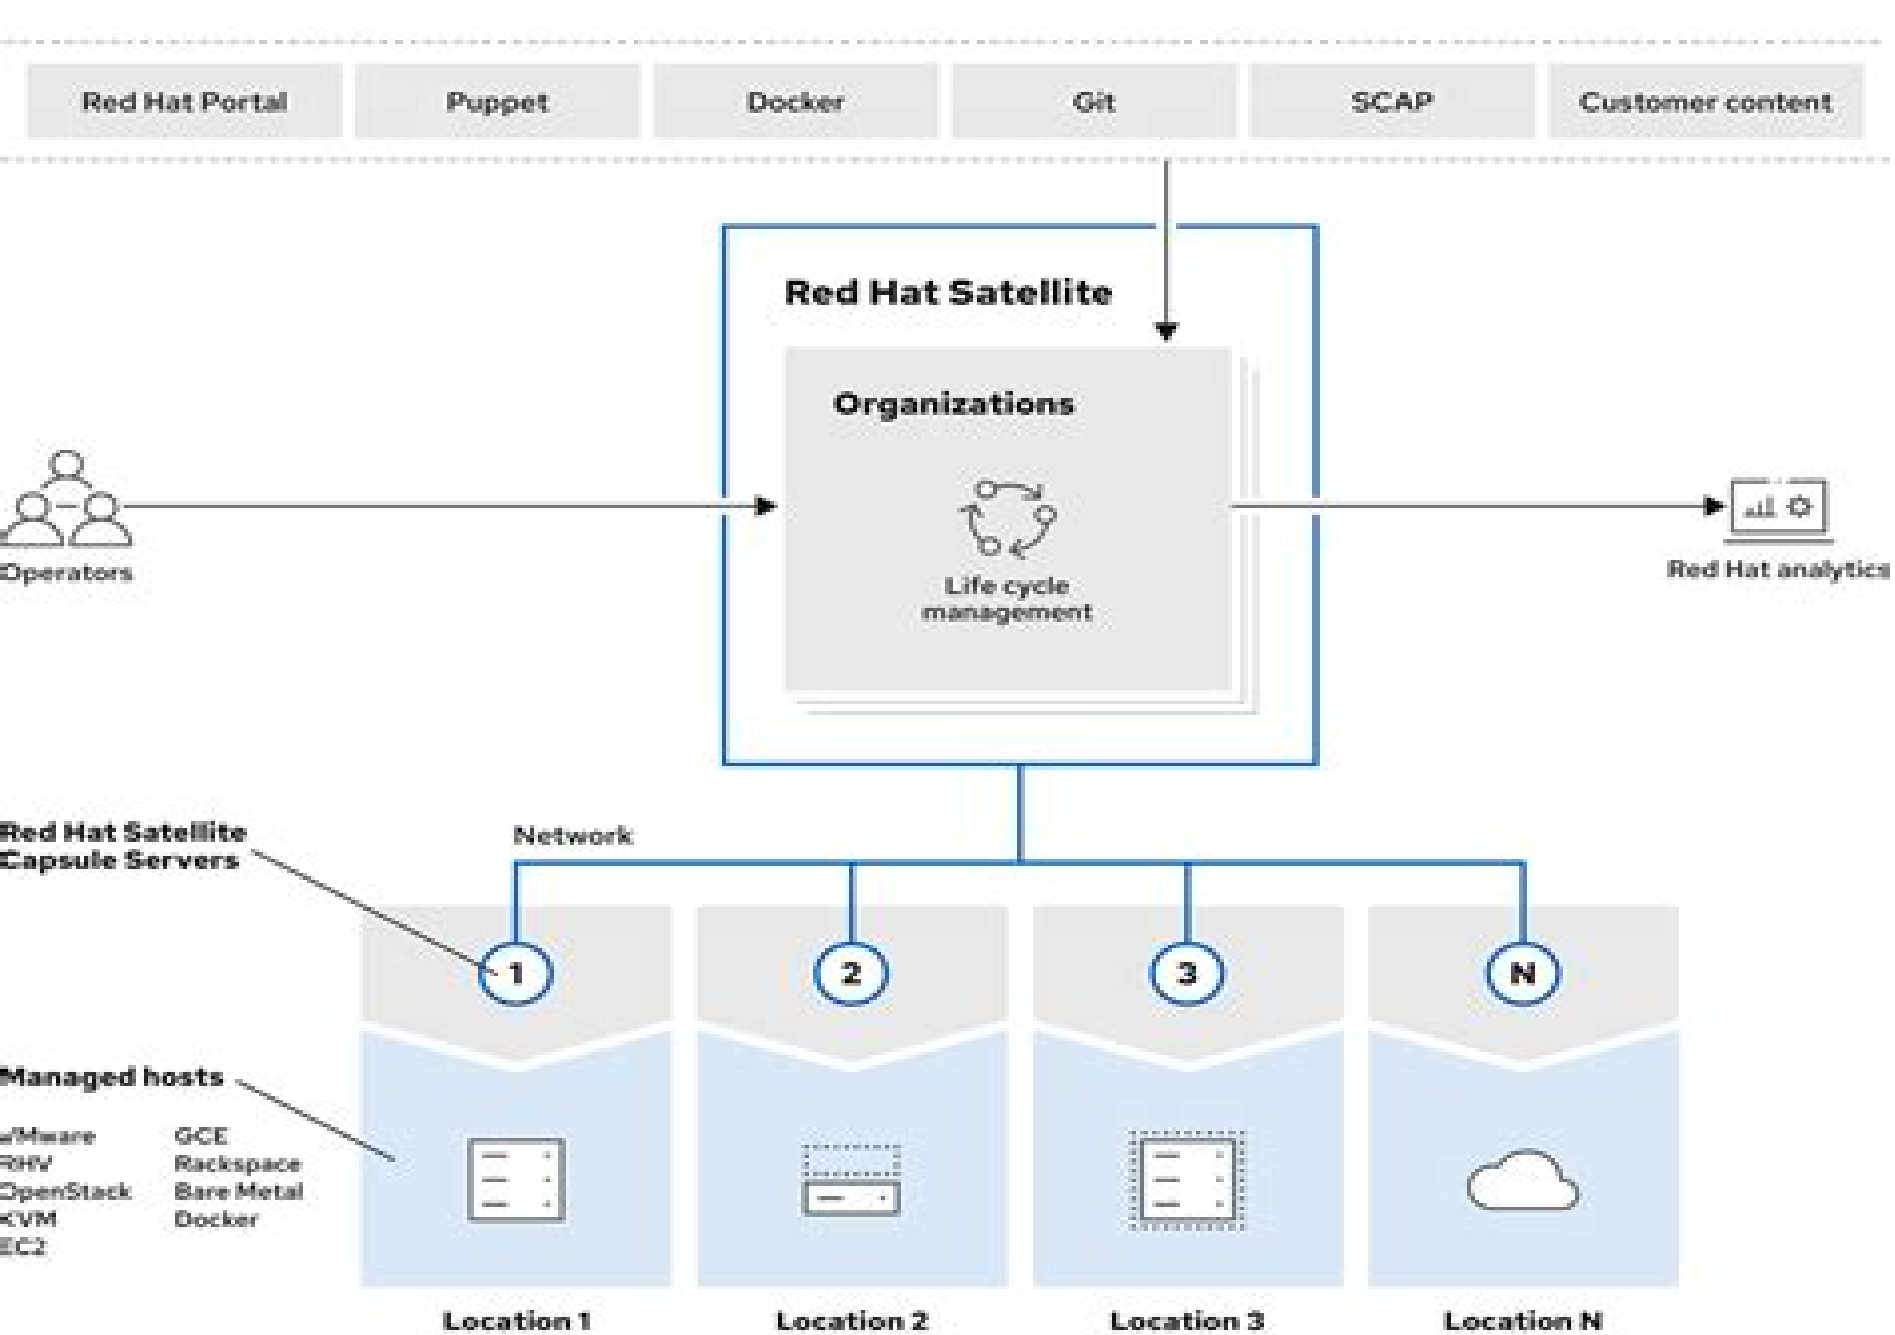 Red Hat Portal
Puppet
Docker
Git
SCAP
Customer content
Red Hat Satellite
Organizations
Life cycle
management
Operators
Red Hat analytics
Red Hat Satellite
Capsule Servers
Network
1
2
3
N
Managed hosts
VMware
RHV
OpenStack
KVM
EC2
GCE
Rackspace
Bare Metal
Docker
Location 1
Location 2
Location 3
Location N